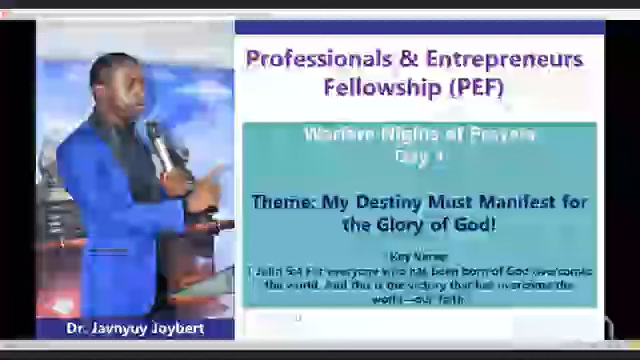 Professionals & Entrepreneurs
Fellowship (PEF)
Warfare Nights of Prayers
Day 1
Theme: My Destiny Must Manifest for
the Glory of God!
Key Verse
1 John 5:4 For everyone who has been born of God overcomes
the world. And this is the victory that has overcome the
world—our faith
Dr. Javnyuy Joybert